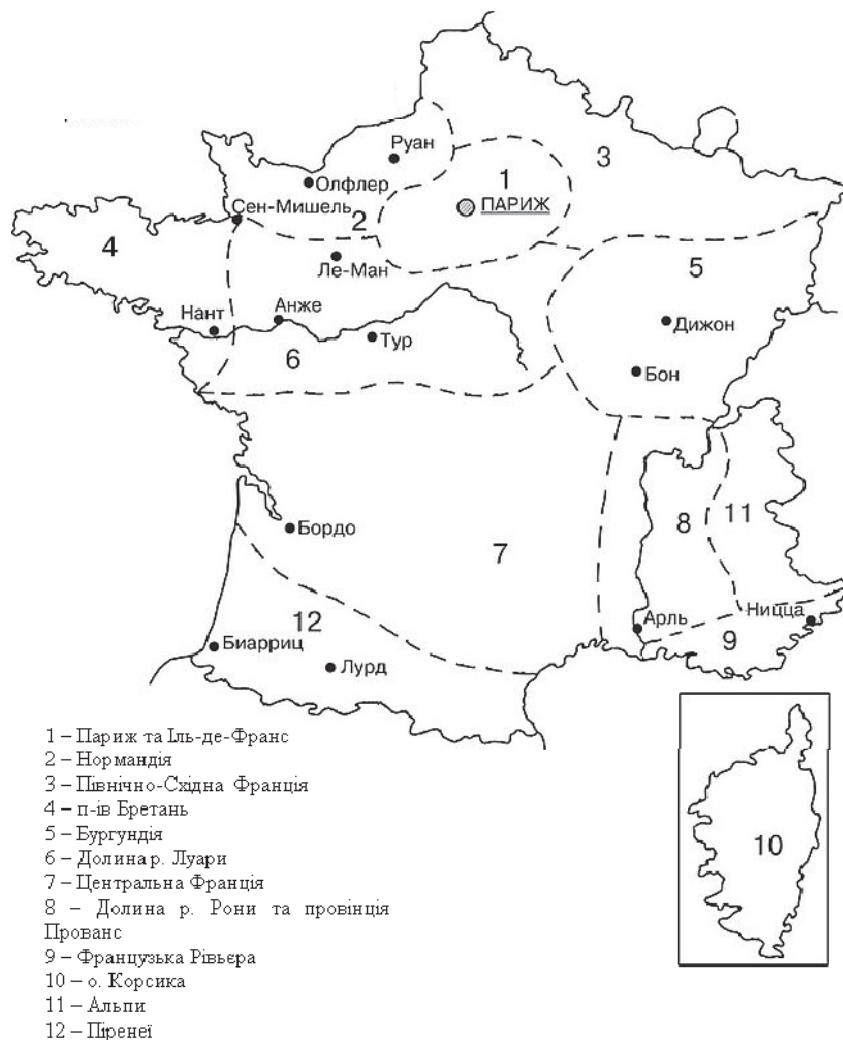 Руан
3
1
Олфлер
ПАРИЖ
Сен-Мишель
2
4
Ле-Ман
5
Нант
Анже
Дижон
Тур
6
Бон
8
11
Бордо
7
12
Арль
Ницца
Биарриц
9
Лурд
10
1 – Париж та Іль-де-Франс
2 – Нормандія
3 – Північно-Східна Франція
4 – п-ів Бретань
5 – Бургундія
6 – Долина р. Луари
7 – Центральна Франція
8 – Долина р. Рони та провінція
Прованс
9 – Французька Рівьєра
10 – о. Корсика
11 – Альпи
12 – Піренеї